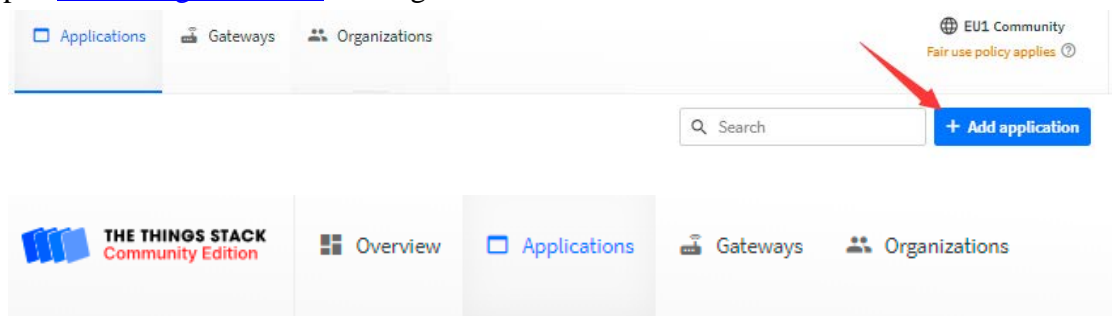 Applications Gateways Organizations
EU1 Community
Fair use policy applies
Search
+ Add application
THE THINGS STACK
Community Edition
Overview Applications Gateways Organizations